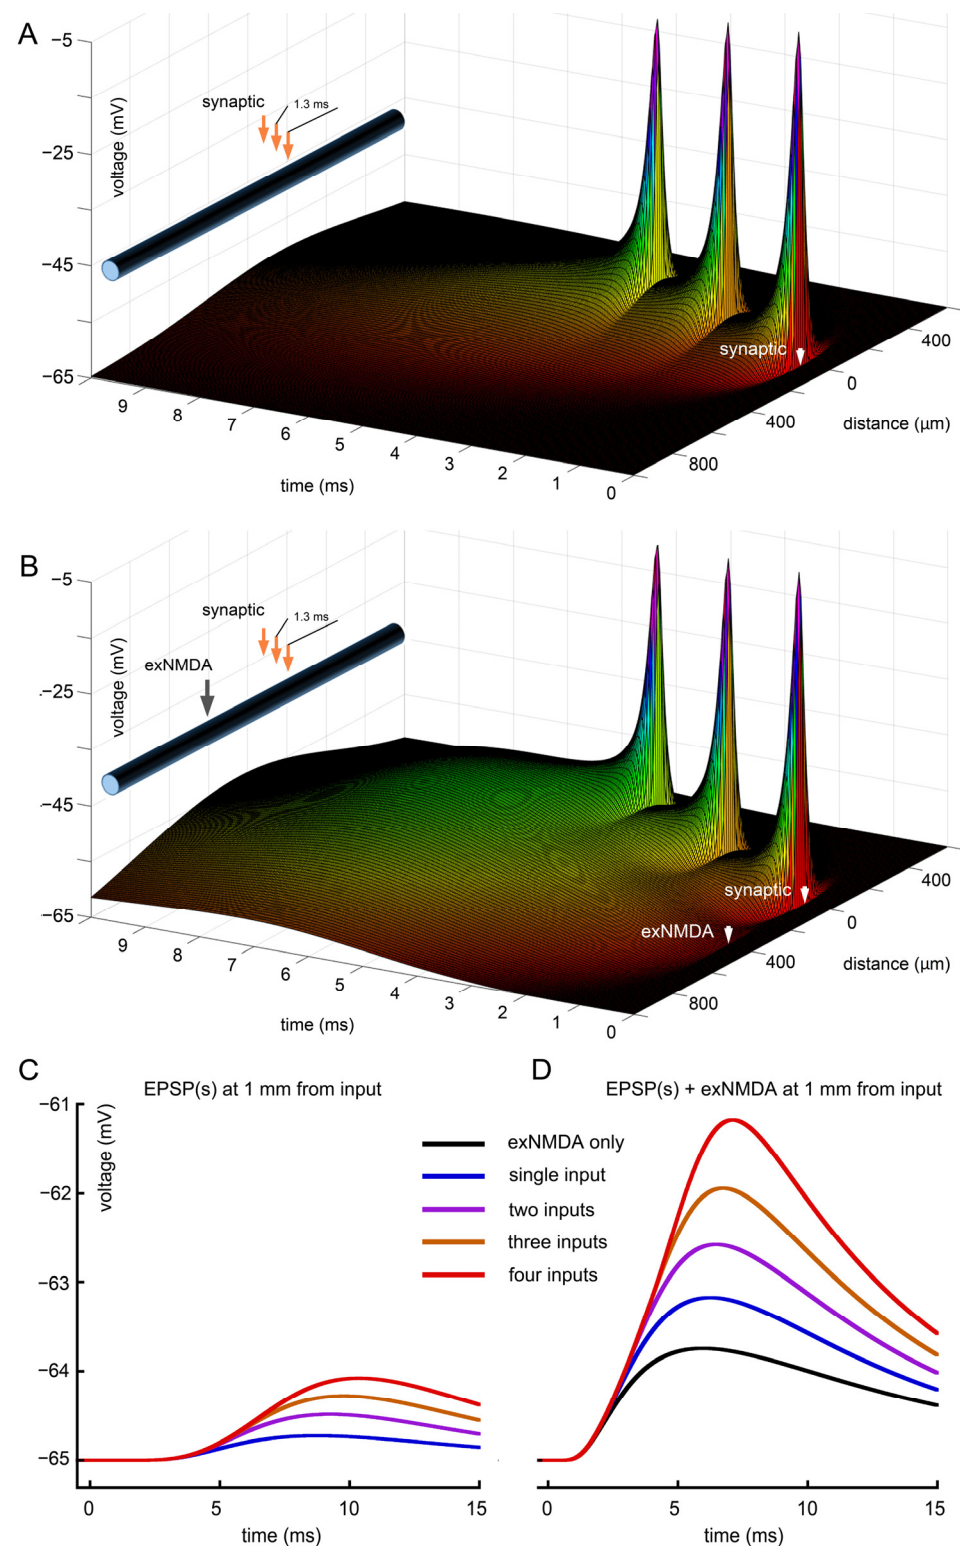 A
−5
−25
−45
−65
voltage (mV)
synaptic
1.3 ms
synaptic
9
8
7
6
5
4
3
2
1
0
time (ms)
400
0
400
800
distance (µm)
B
−5
-25
−45
−65
voltage (mV)
synaptic
1.3 ms
exNMDA
synaptic
exNMDA
9
8
7
6
5
4
3
2
1
0
time (ms)
400
0
400
800
distance (µm)
C
EPSP(s) at 1 mm from input
D
EPSP(s) + exNMDA at 1 mm from input
−61
−62
−63
−64
−65
voltage (mV)
exNMDA only
single input
two inputs
three inputs
four inputs
0
5
10
15
time (ms)
0
5
10
15
time (ms)